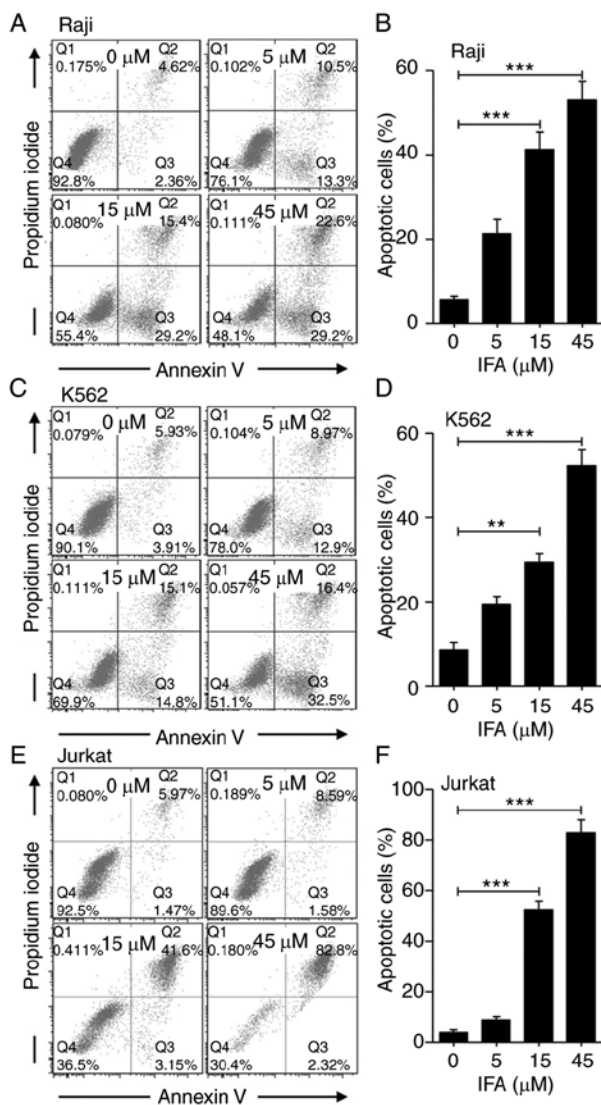 A
Q1
0 μM
Q2
0.175%
4.62%
Q4
Q3
92.8%
2.36%
Q1
5 μM
Q2
0.102%
10.5%
Q4
Q3
76.1%
13.3%
Q1
15 μM
Q2
0.080%
15.4%
Q4
Q3
55.4%
29.2%
Q1
45 μM
Q2
0.111%
22.6%
Q4
Q3
48.1%
29.2%
Propidium iodide
Annexin V
B
Raji
Apoptotic cells (%)
60
40
20
0
***
***
0 5 15 45
IFA (μM)
Raji
C
K562
Q1
0 μM
Q2
0.079%
5.93%
Q4
Q3
90.1%
3.91%
Q1
5 μM
Q2
0.104%
8.97%
Q4
Q3
78.0%
12.9%
Q1
15 μM
Q2
0.111%
15.1%
Q4
Q3
69.9%
14.8%
Q1
45 μM
Q2
0.057%
16.4%
Q4
Q3
51.1%
32.5%
Propidium iodide
Annexin V
D
K562
Apoptotic cells (%)
60
40
20
0
***
**
0 5 15 45
IFA (μM)
E
Jurkat
Q1
0 μM
Q2
0.080%
5.97%
Q4
Q3
92.5%
1.47%
Q1
5 μM
Q2
0.189%
8.59%
Q4
Q3
89.6%
1.58%
Q1
15 μM
Q2
0.411%
41.6%
Q4
Q3
36.5%
3.15%
Q1
45 μM
Q2
0.180%
82.8%
Q4
Q3
30.4%
2.32%
Propidium iodide
Annexin V
F
Jurkat
Apoptotic cells (%)
100
80
60
40
20
0
***
***
0 5 15 45
IFA (μM)